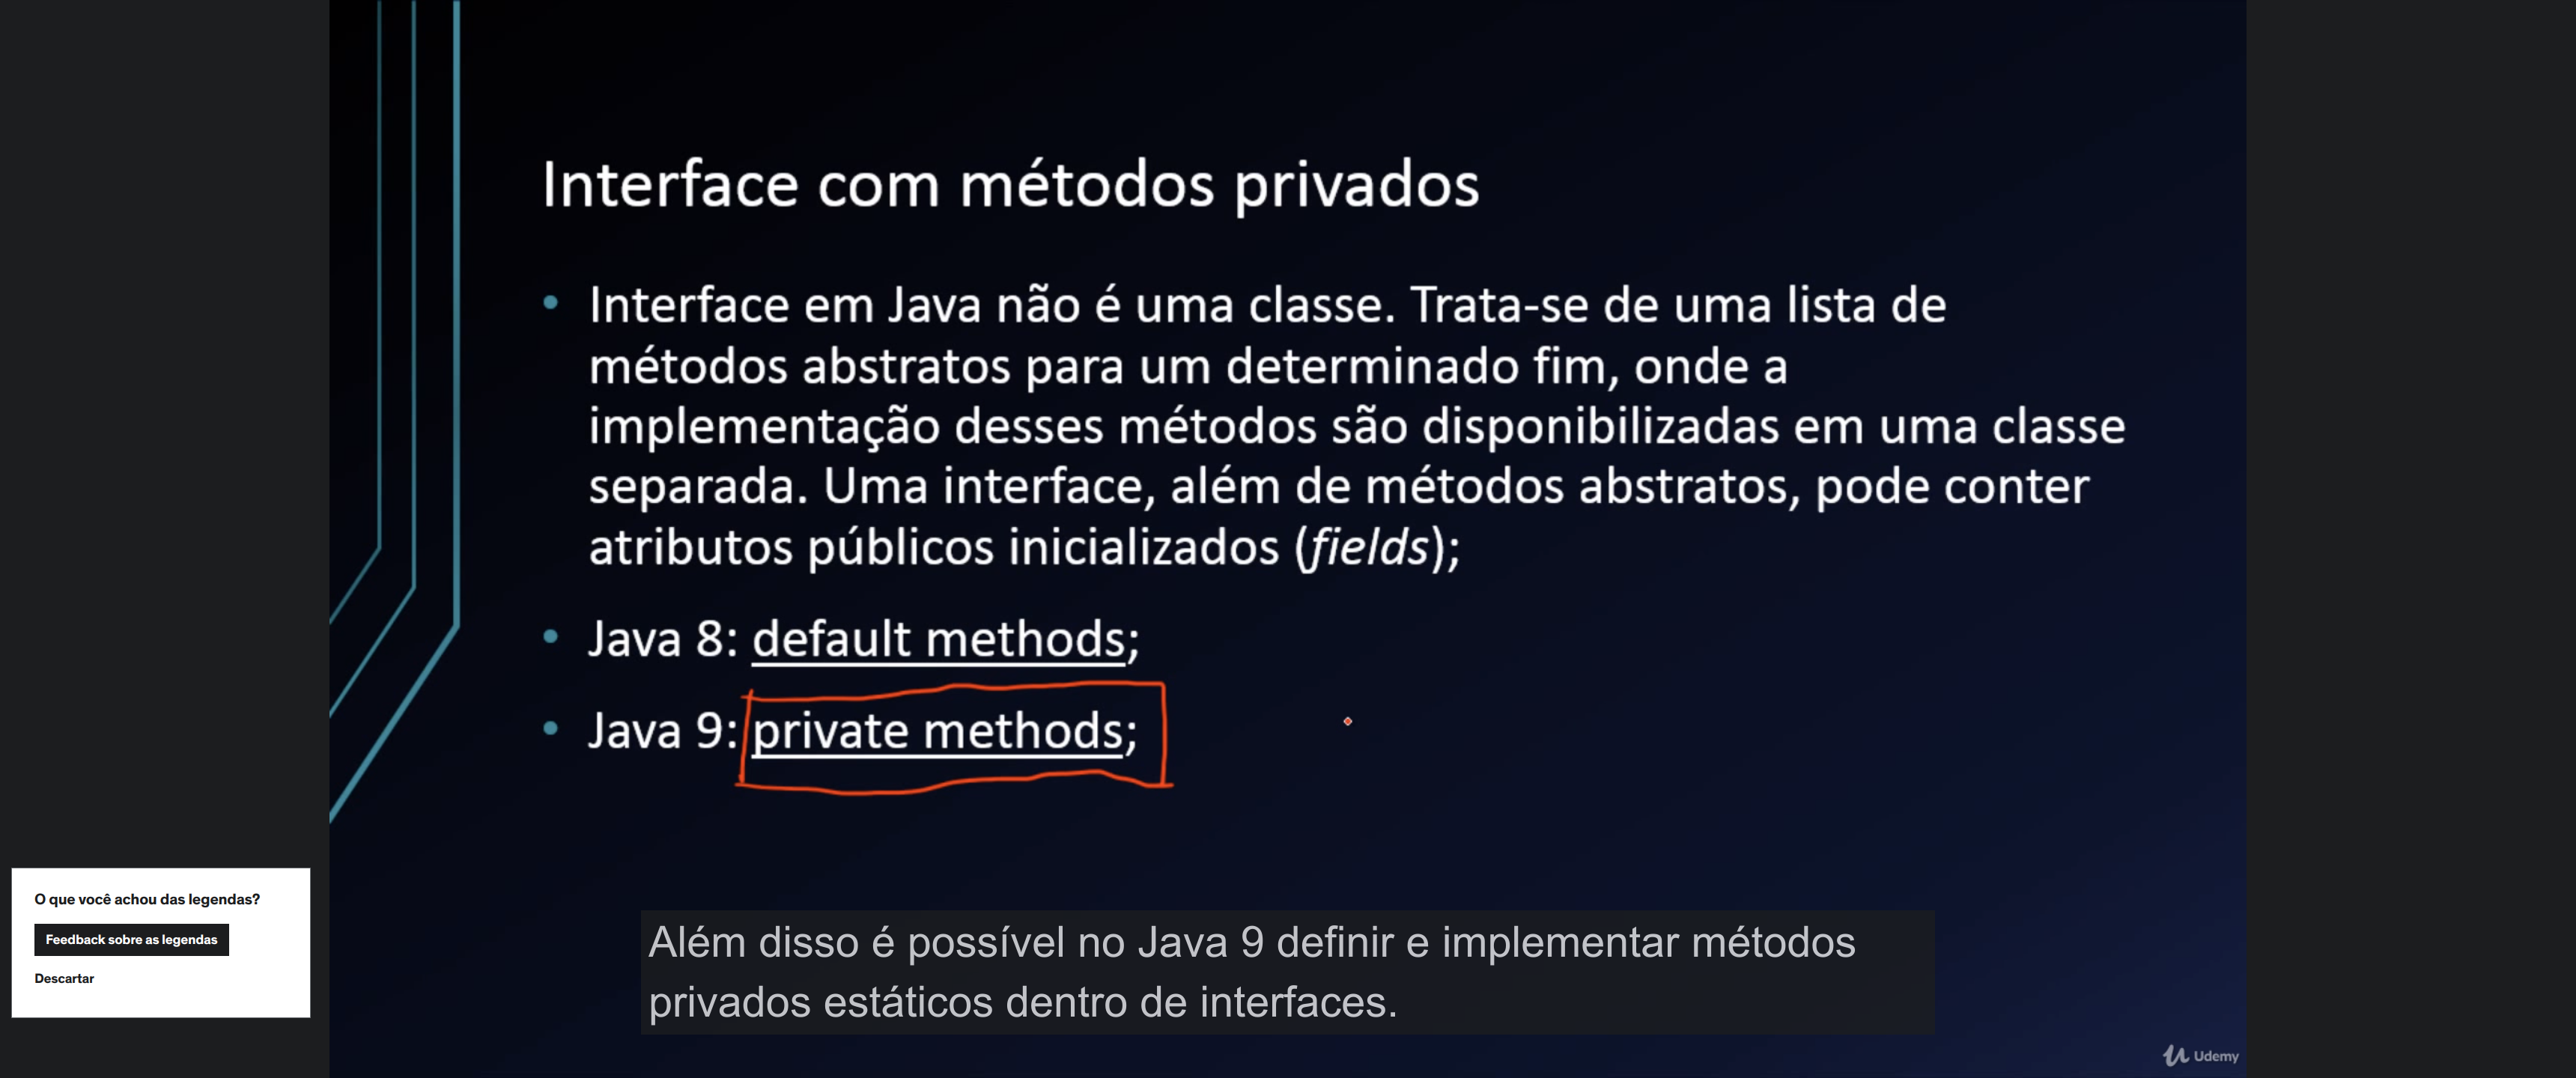 Interface com métodos privados
• Interface em Java não é uma classe. Trata-se de uma lista de
métodos abstratos para um determinado fim, onde a
implementação desses métodos são disponibilizadas em uma classe
separada. Uma interface, além de métodos abstratos, pode conter
atributos públicos inicializados (fields);
• Java 8: default methods;
• Java 9: private methods;
O que você achou das legendas?
Feedback sobre as legendas
Descartar
Além disso é possível no Java 9 definir e implementar métodos
privados estáticos dentro de interfaces.
Udemy